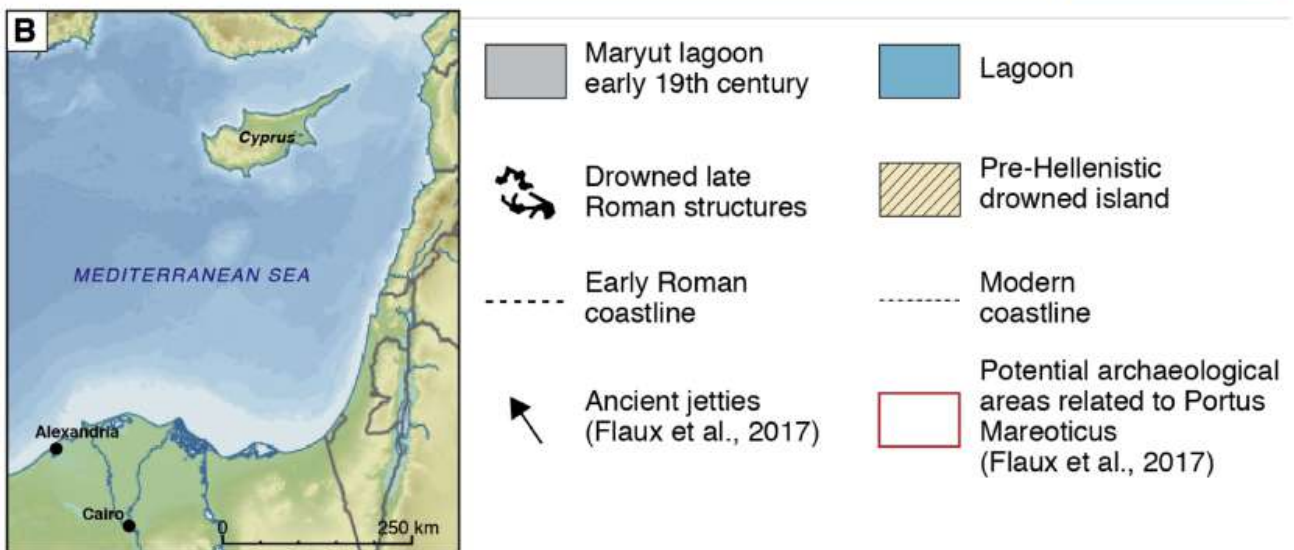 B
Cyprus
MEDITERRANEAN SEA
Alexandria
Cairo
0 250 km
Maryut lagoon
early 19th century
Lagoon
Drowned late
Roman structures
Pre-Hellenistic
drowned island
Early Roman
coastline
Modern
coastline
Ancient jetties
(Flaux et al., 2017)
Potential archaeological
areas related to Portus
Mareoticus
(Flaux et al., 2017)